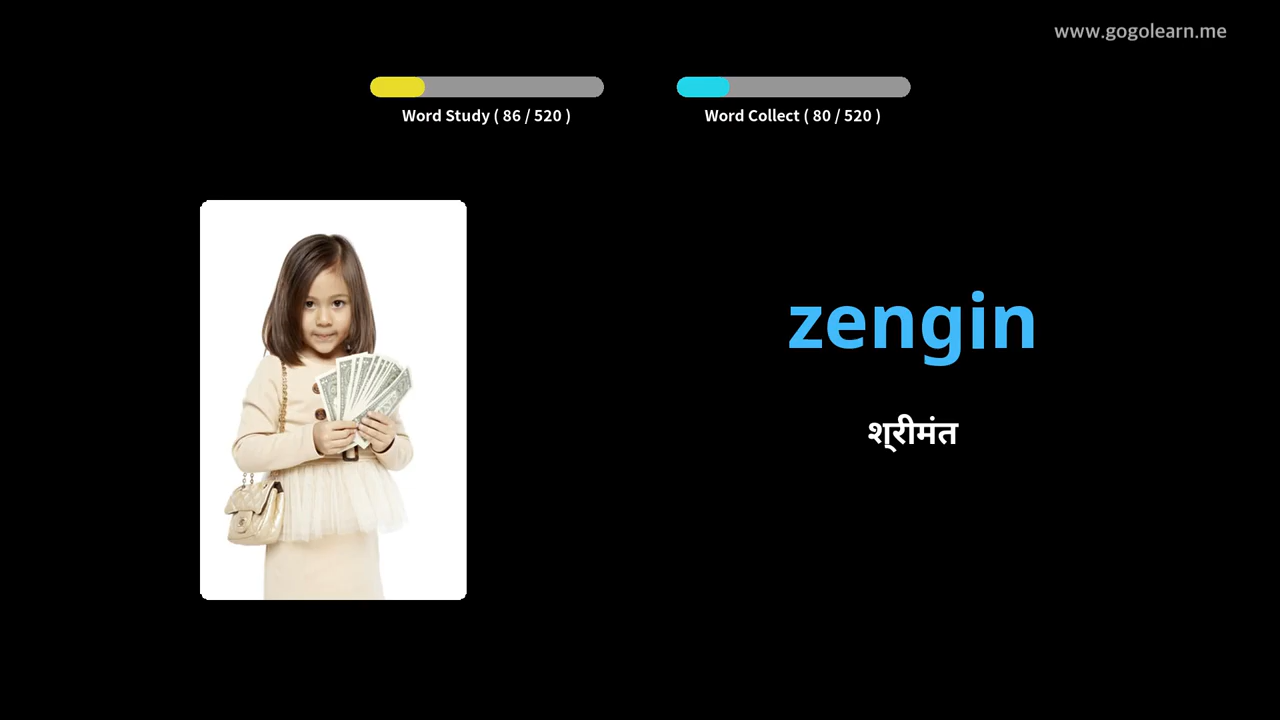 www.gogolearn.me
Word Study ( 86 / 520 )
Word Collect ( 80 / 520 )
zengin
श्रीमंत